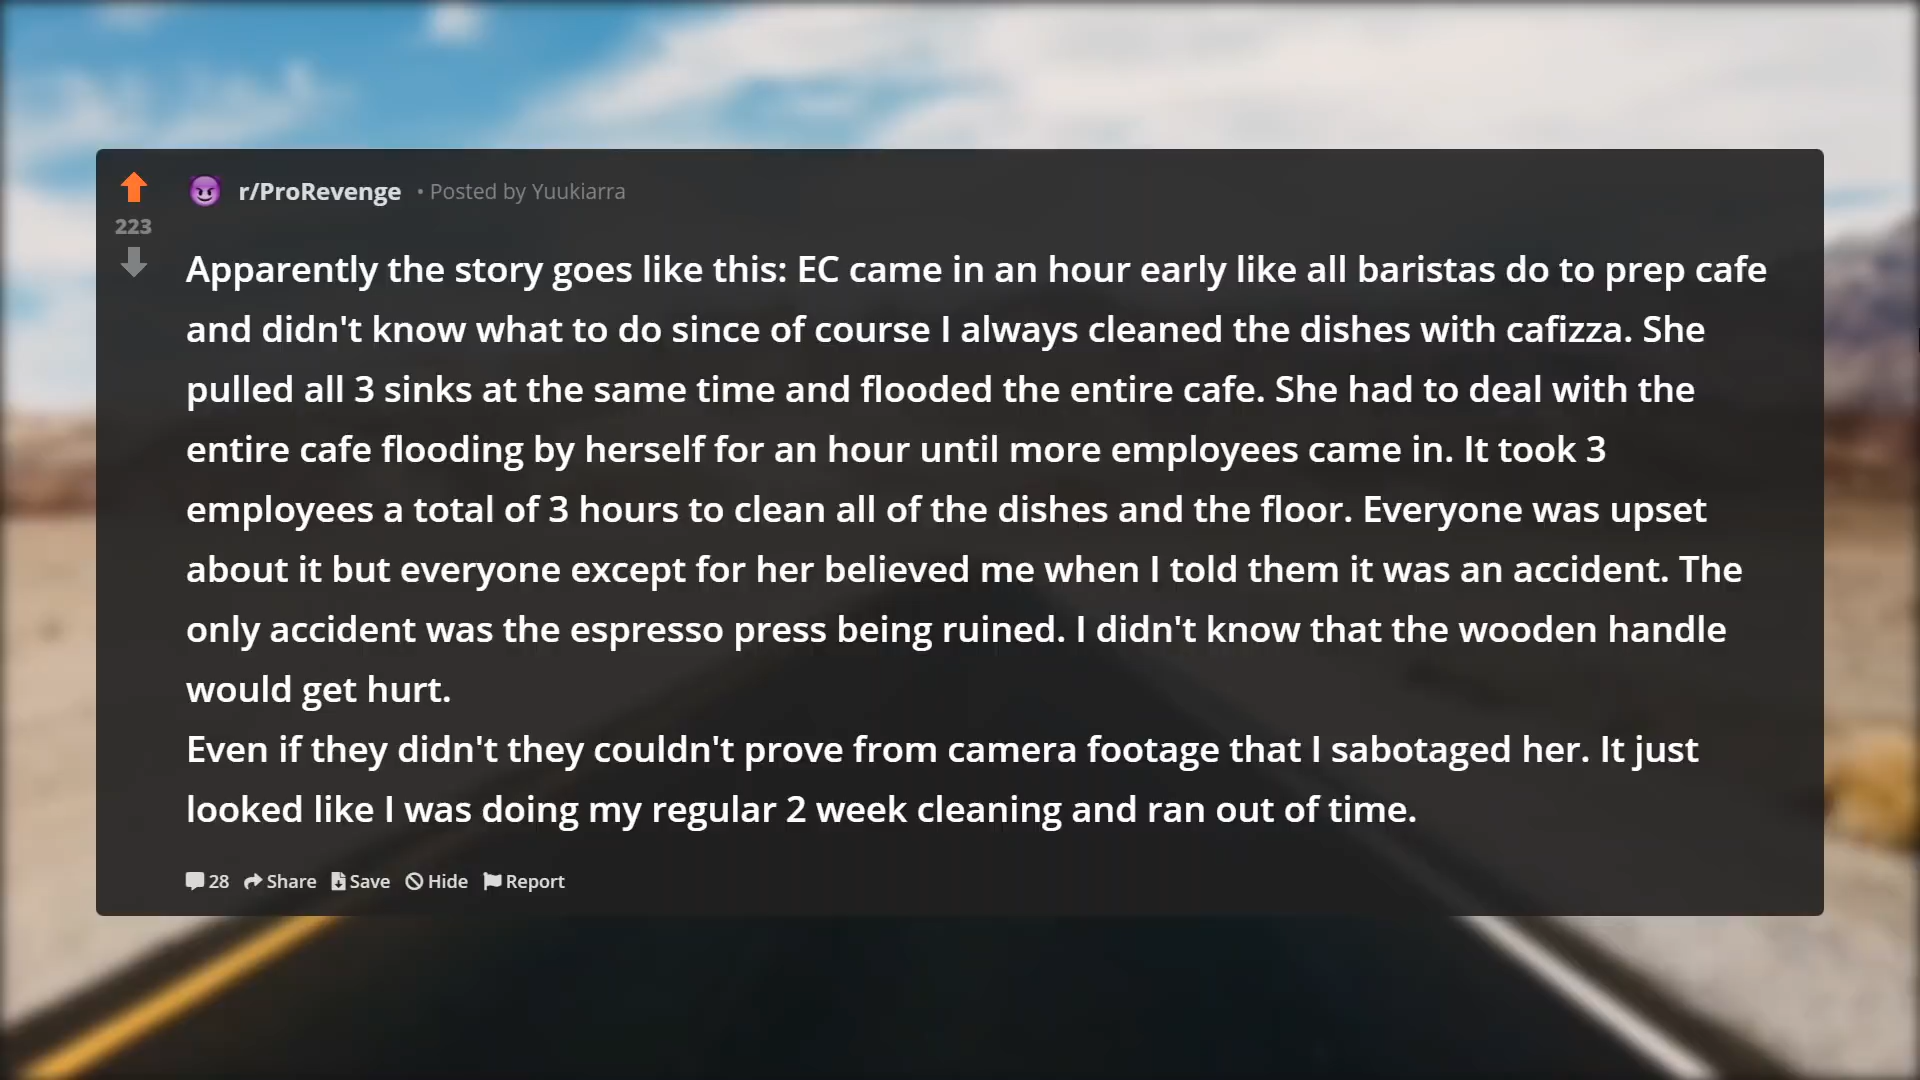 r/ProRevenge • Posted by Yuukiarra
223
Apparently the story goes like this: EC came in an hour early like all baristas do to prep cafe
and didn't know what to do since of course I always cleaned the dishes with cafizza. She
pulled all 3 sinks at the same time and flooded the entire cafe. She had to deal with the
entire cafe flooding by herself for an hour until more employees came in. It took 3
employees a total of 3 hours to clean all of the dishes and the floor. Everyone was upset
about it but everyone except for her believed me when I told them it was an accident. The
only accident was the espresso press being ruined. I didn't know that the wooden handle
would get hurt.
Even if they didn't they couldn't prove from camera footage that I sabotaged her. It just
looked like I was doing my regular 2 week cleaning and ran out of time.
28 Share Save Hide Report